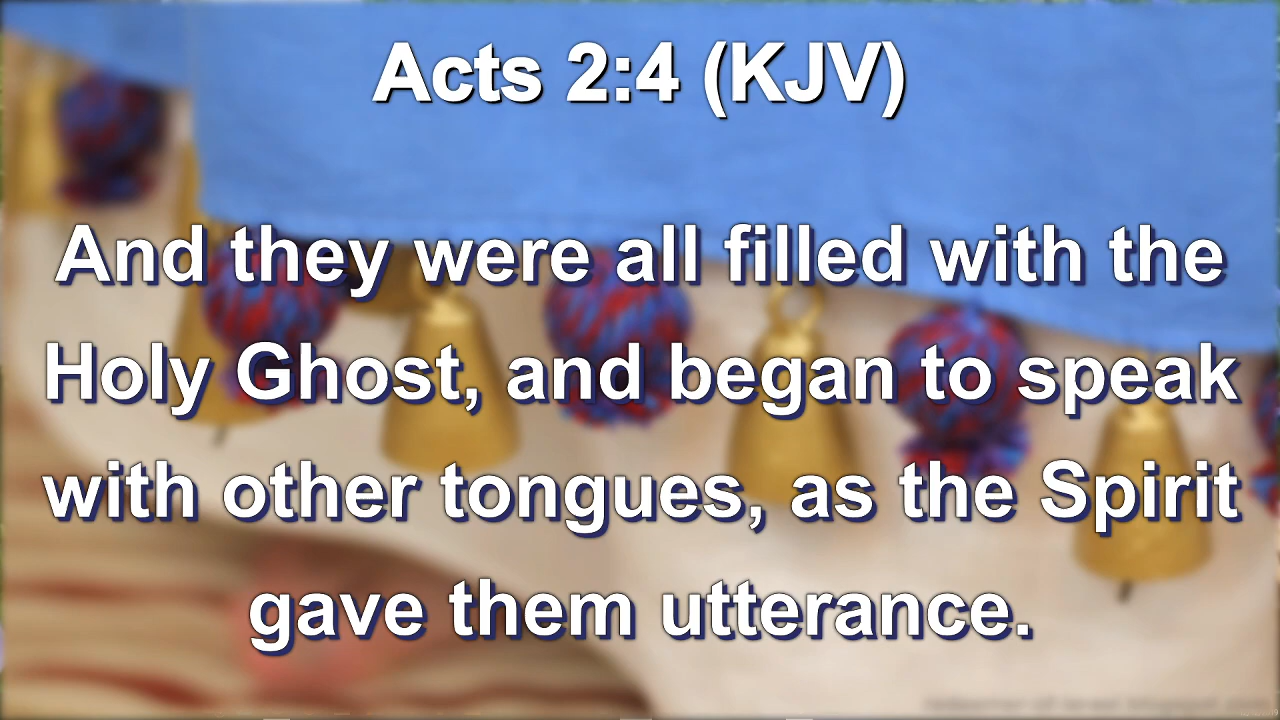 Acts 2:4 (KJV)
And they were all filled with the
Holy Ghost, and began to speak
with other tongues, as the Spirit
gave them utterance.